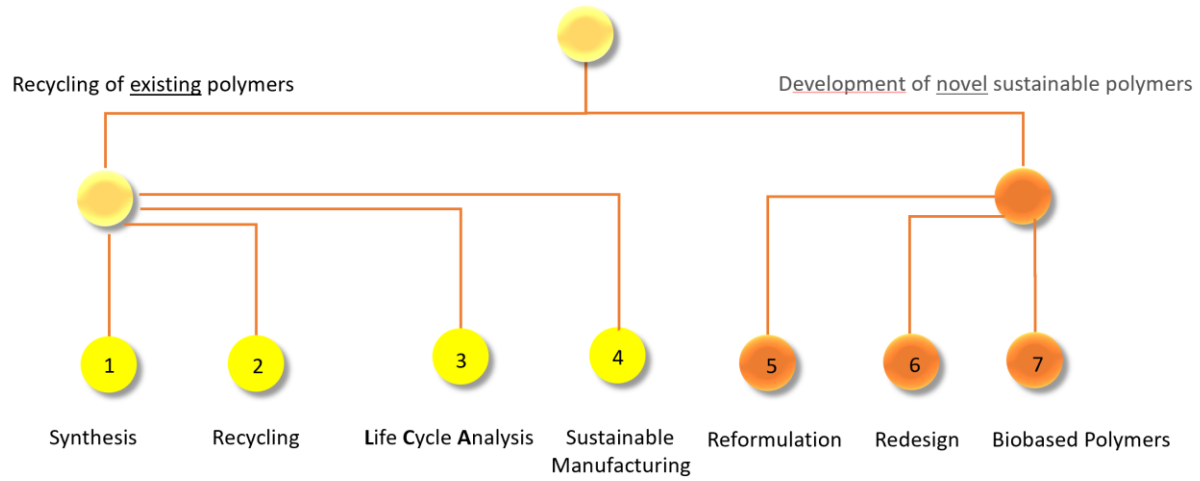 Recycling of existing polymers
Development of novel sustainable polymers
1
2
3
4
5
6
7
Synthesis
Recycling
Life Cycle Analysis
Sustainable
Manufacturing
Reformulation
Redesign
Biobased Polymers